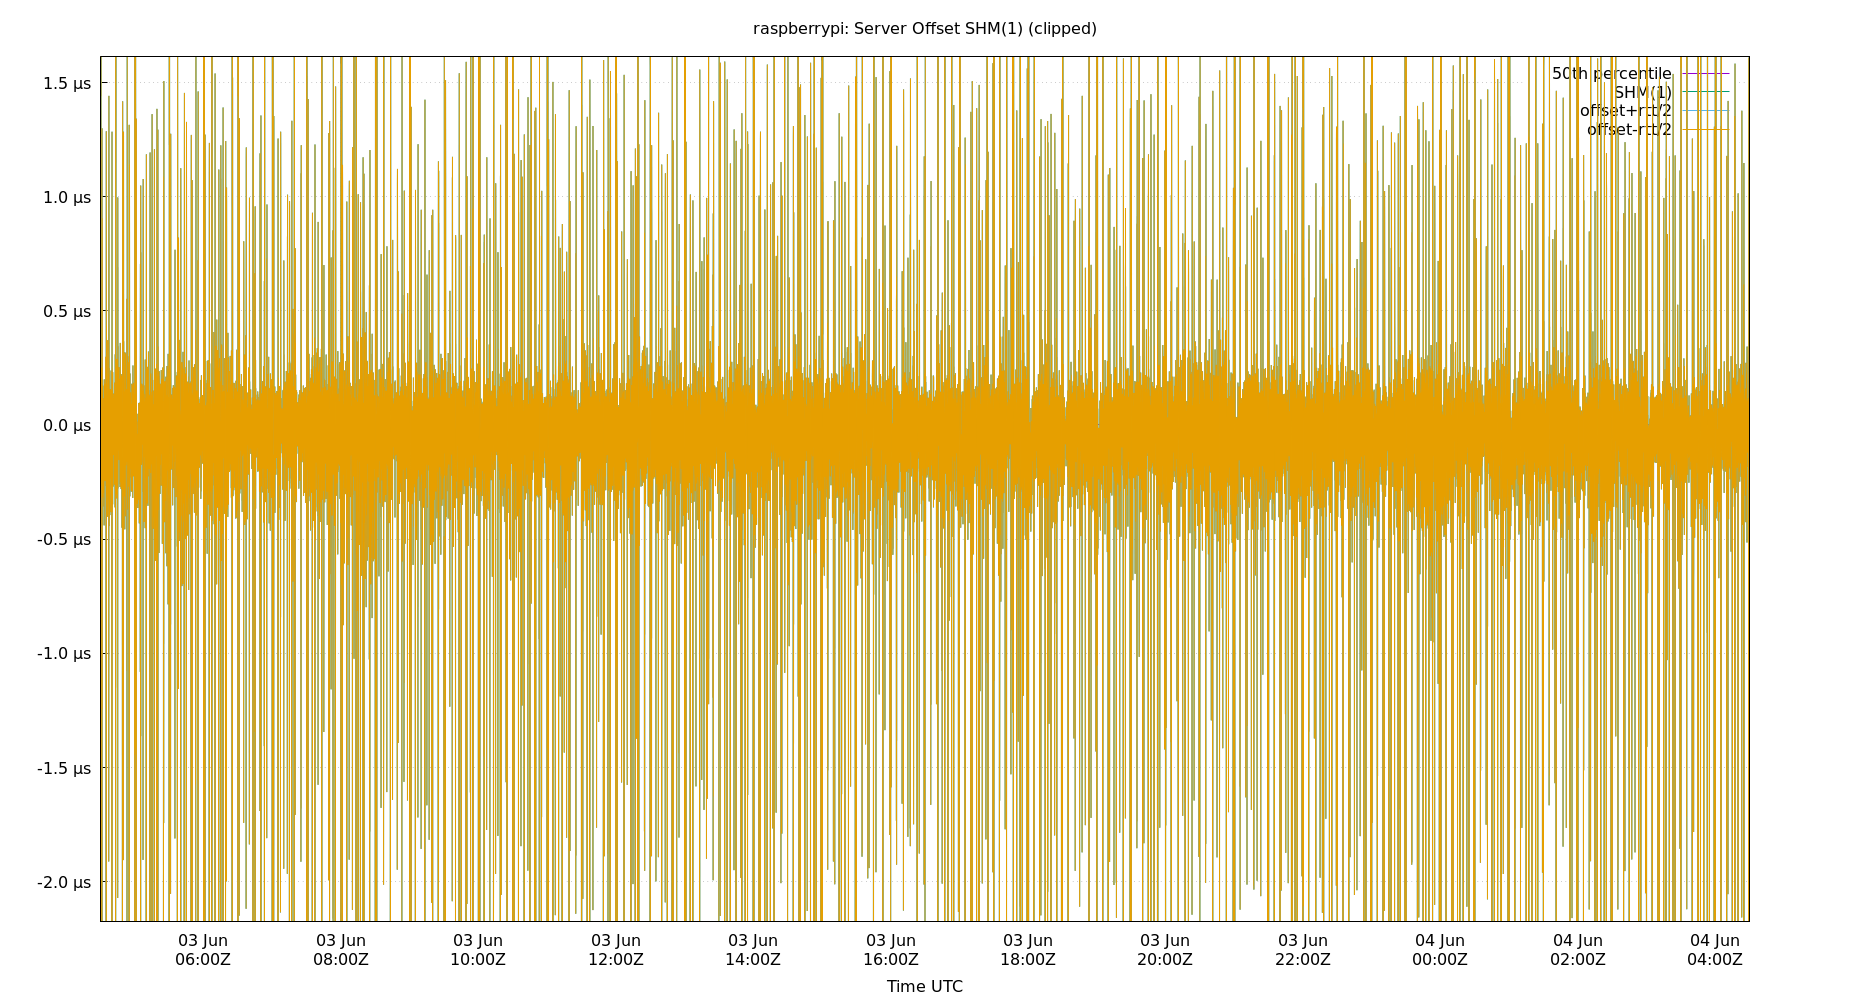 raspberrypi: Server Offset SHM(1) (clipped)
50th percentile
SHM(1)
offset+rtt/2
offset-rtt/2
1.5 µs
1.0 µs
0.5 µs
0.0 µs
-0.5 µs
-1.0 µs
-1.5 µs
-2.0 µs
03 Jun 03 Jun 03 Jun 03 Jun 03 Jun 03 Jun 03 Jun 03 Jun 03 Jun 04 Jun 04 Jun 04 Jun
06:00Z 08:00Z 10:00Z 12:00Z 14:00Z 16:00Z 18:00Z 20:00Z 22:00Z 00:00Z 02:00Z 04:00Z
Time UTC